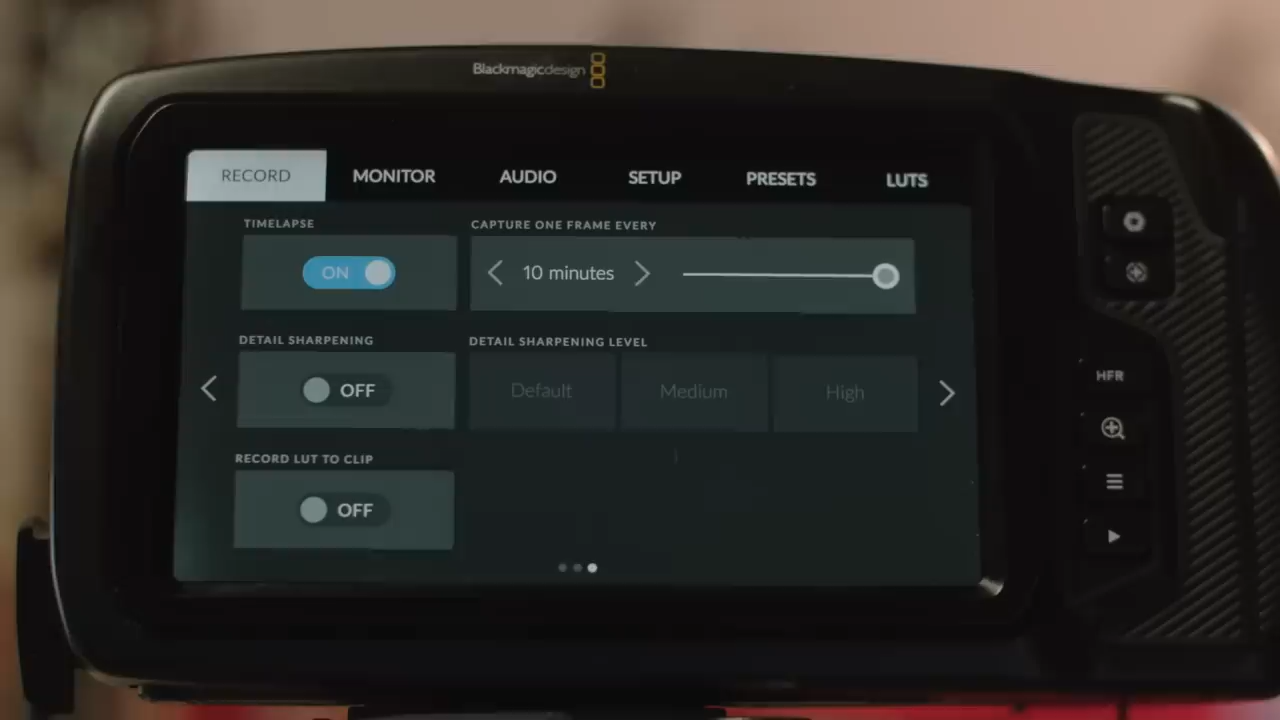 Blackmagicdesign
RECORD MONITOR AUDIO SETUP PRESETS LUTS
TIMELAPSE CAPTURE ONE FRAME EVERY
ON 10 minutes
DETAIL SHARPENING DETAIL SHARPENING LEVEL
OFF Default Medium High
HFR
RECORD LUT TO CLIP
OFF